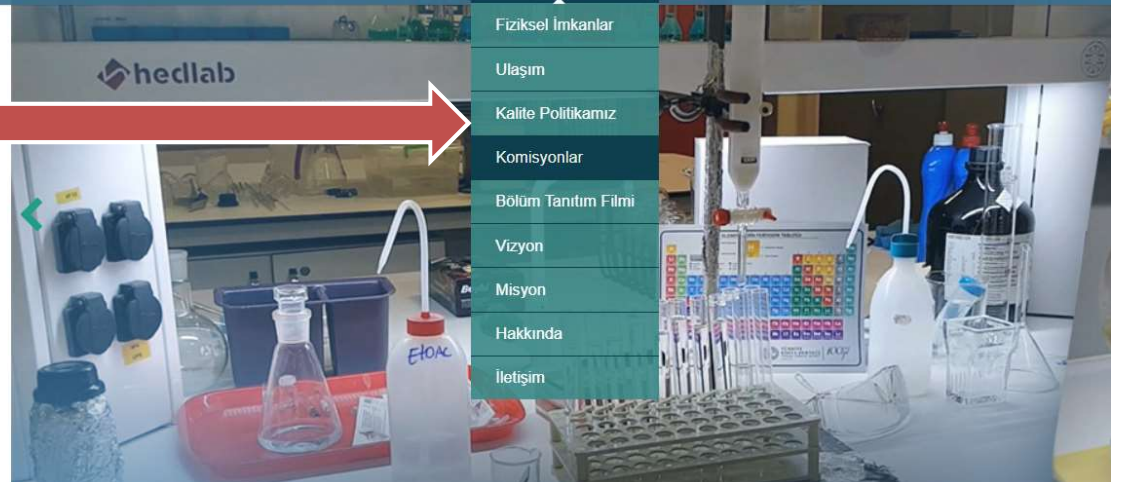 Fiziksel İmkanlar
hedlab
Ulaşım
Kalite Politikamız
Komisyonlar
Bölüm Tanıtım Filmi
Vizyon
Misyon
Hakkında
EtOAc
İletişim